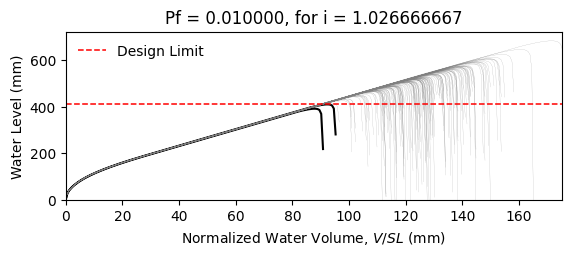 Pf = 0.010000, for i = 1.026666667
Design Limit
Water Level (mm)
600
400
200
0
0 20 40 60 80 100 120 140 160
Normalized Water Volume, V/SL (mm)